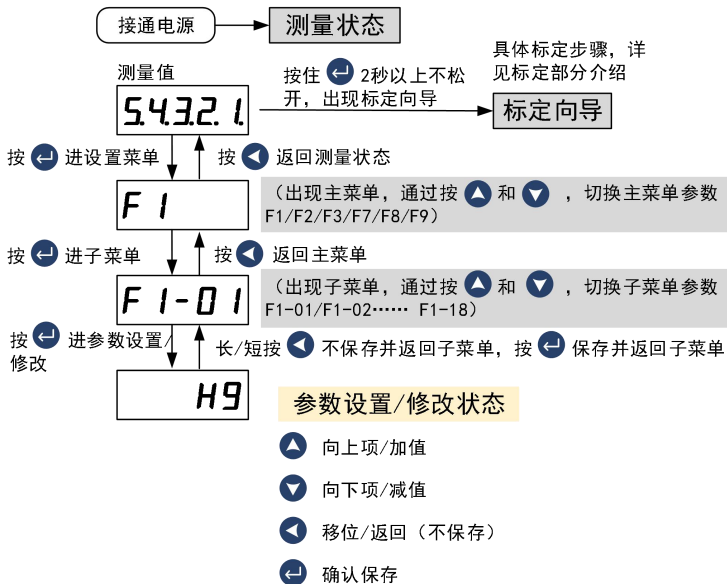 接通电源
测量状态
测量值
按住 2秒以上不松
开，出现标定向导
具体标定步骤，详
见标定部分介绍
5.4.3.2.1.
标定向导
按 进设置菜单
按 返回测量状态
F1
（出现主菜单，通过按 和 ，切换主菜单参数
F1/F2/F3/F7/F8/F9）
按 进子菜单
按 返回主菜单
F1-01
（出现子菜单，通过按 和 ，切换子菜单参数
F1-01/F1-02…… F1-18）
按 进参数设置/
修改
长/短按 不保存并返回子菜单，按 保存并返回子菜单
H9
参数设置/修改状态
向上项/加值
向下项/减值
移位/返回（不保存）
确认保存